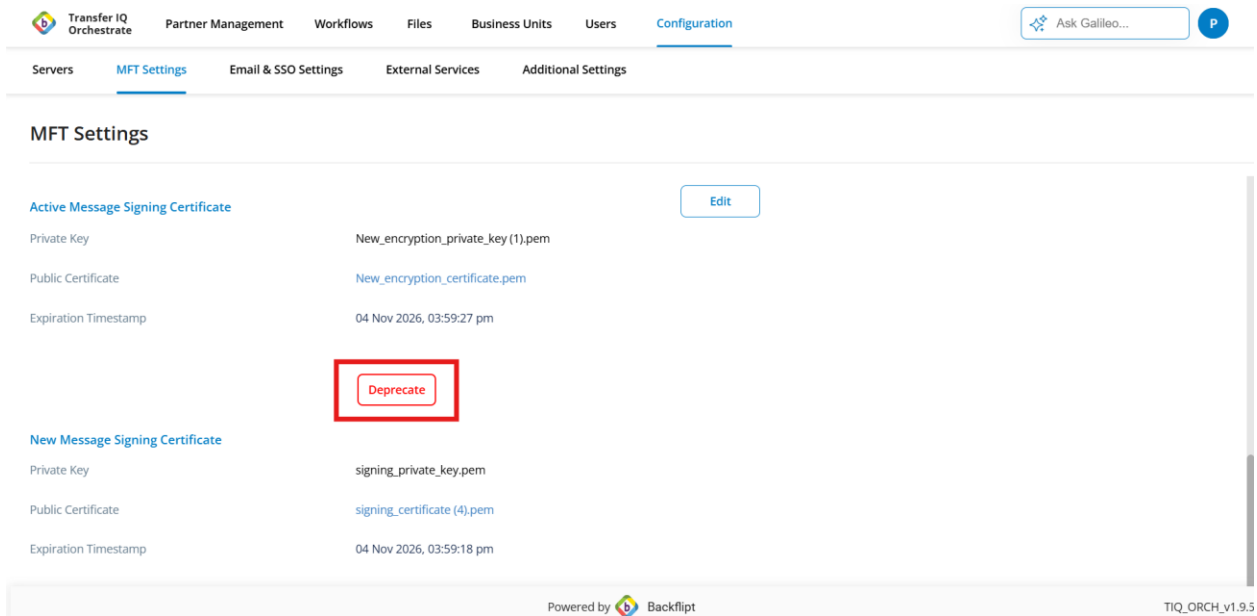 Transfer IQ
Orchestrate
Partner Management Workflows Files Business Units Users Configuration
Ask Galileo...
P
Servers MFT Settings Email & SSO Settings External Services Additional Settings
MFT Settings
Active Message Signing Certificate
Edit
Private Key New_encryption_private_key (1).pem
Public Certificate New_encryption_certificate.pem
Expiration Timestamp 04 Nov 2026, 03:59:27 pm
Deprecate
New Message Signing Certificate
Private Key signing_private_key.pem
Public Certificate signing_certificate (4).pem
Expiration Timestamp 04 Nov 2026, 03:59:18 pm
Powered by b Backflipt